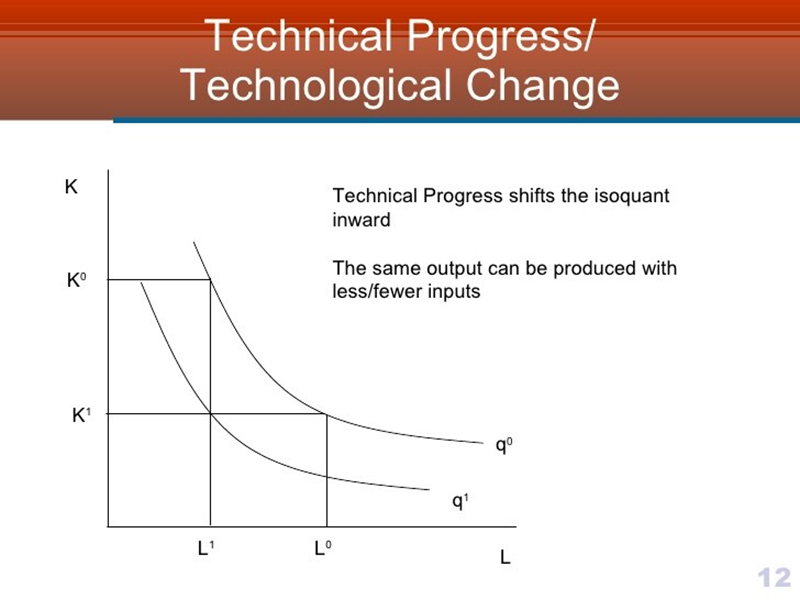 Technical Progress/
Technological Change
K
Technical Progress shifts the isoquant
inward
The same output can be produced with
less/fewer inputs
K⁰
K¹
q⁰
q¹
L¹
L⁰
L
12